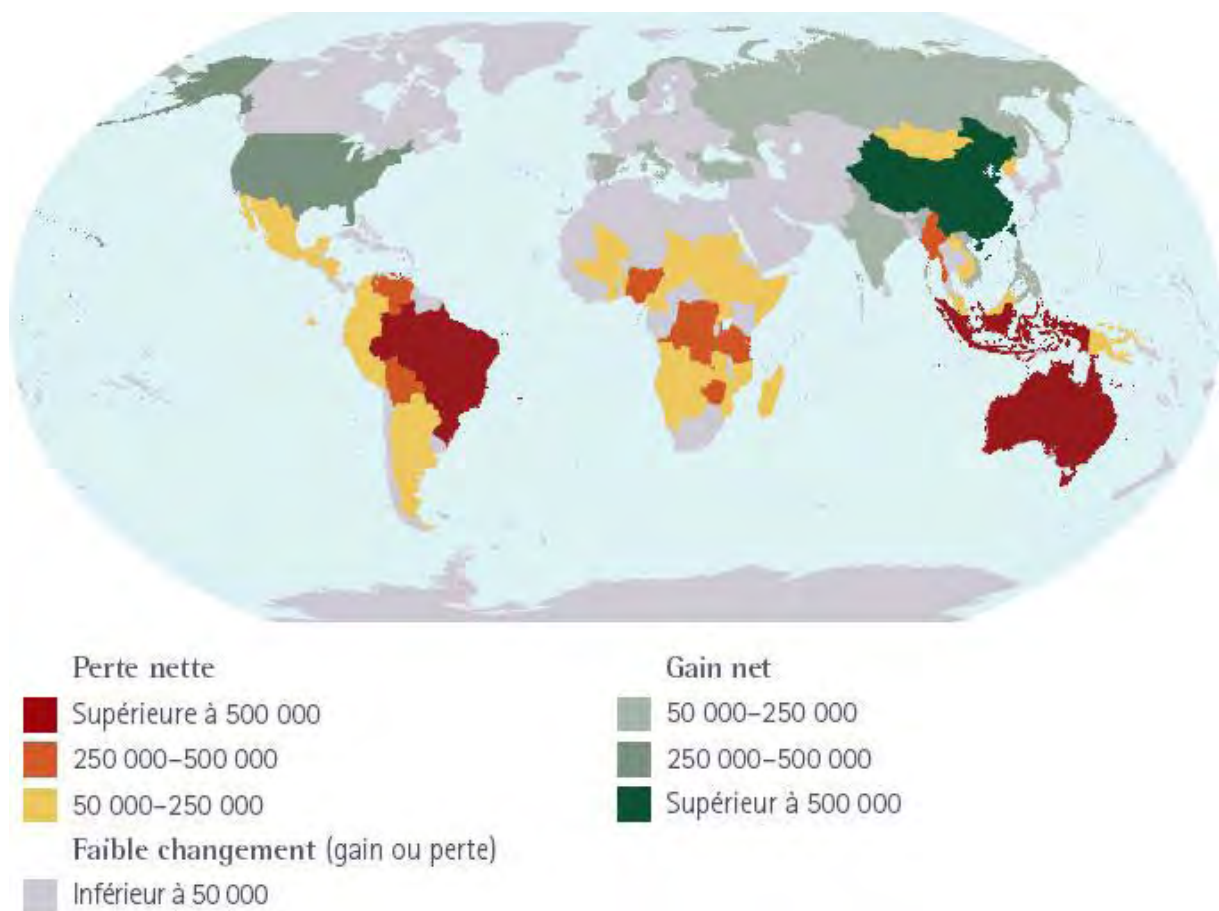 Perte nette
Supérieure à 500 000
250 000–500 000
50 000–250 000
Faible changement (gain ou perte)
Inférieur à 50 000
Gain net
50 000–250 000
250 000–500 000
Supérieur à 500 000